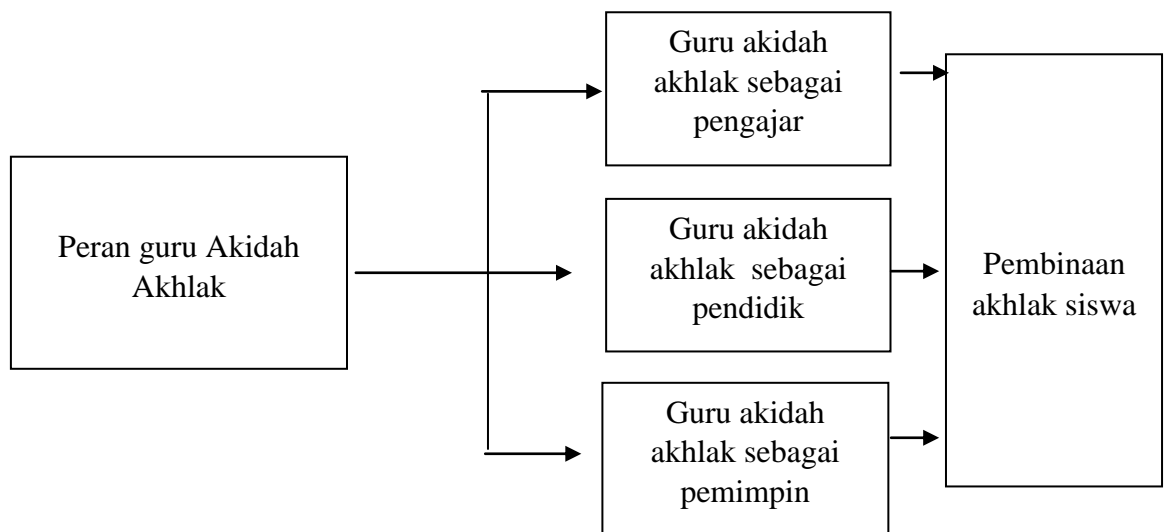 Peran guru Akidah
Akhlak
Guru akidah
akhlak sebagai
pengajar
Guru akidah
akhlak  sebagai
pendidik
Guru akidah
akhlak sebagai
pemimpin
Pembinaan
akhlak siswa